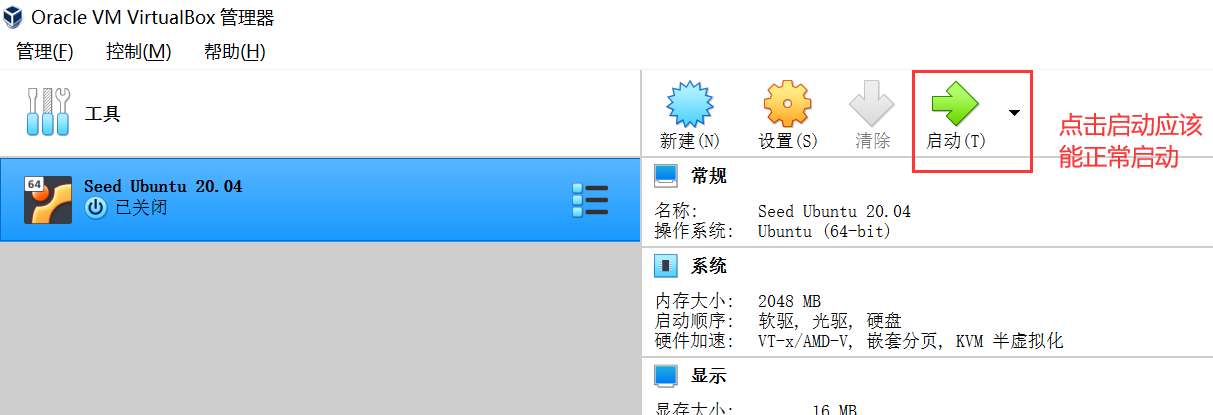 Oracle VM VirtualBox 管理器
管理(F) 控制(M) 帮助(H)
工具
新建(N) 设置(S) 清除 启动(T)
点击启动应该
能正常启动
64
Seed Ubuntu 20.04
已关闭
常规
名称: Seed Ubuntu 20.04
操作系统: Ubuntu (64-bit)
系统
内存大小: 2048 MB
启动顺序: 软驱, 光驱, 硬盘
硬件加速: VT-x/AMD-V, 嵌套分页, KVM 半虚拟化
显示
显存大小: 16 MB